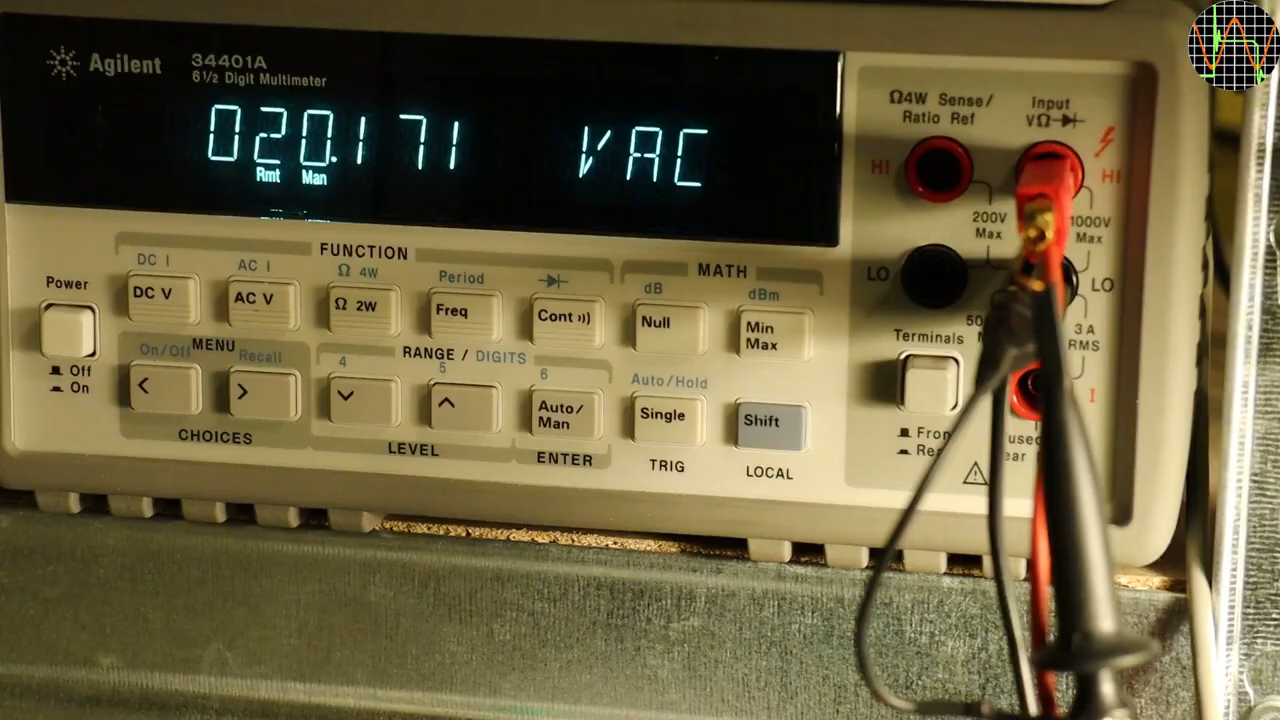 Agilent 34401A
6½ Digit Multimeter
020.171 VAC
Rmt Man
Ω4W Sense/
Ratio Ref
Input
VΩ
HI
HI
200V
Max
1000V
Max
LO
LO
3 A
RMS
I
Terminals
FUNCTION
MATH
Power
Off
On
DC I
DC V
AC I
AC V
Ω 4W
Ω 2W
Period
Freq
Cont
dB
Null
dBm
Min
Max
MENU
On/Off
Recall
<
>
CHOICES
RANGE / DIGITS
4
5
6
Auto/
Man
LEVEL
ENTER
Auto/Hold
Single
Shift
TRIG
LOCAL